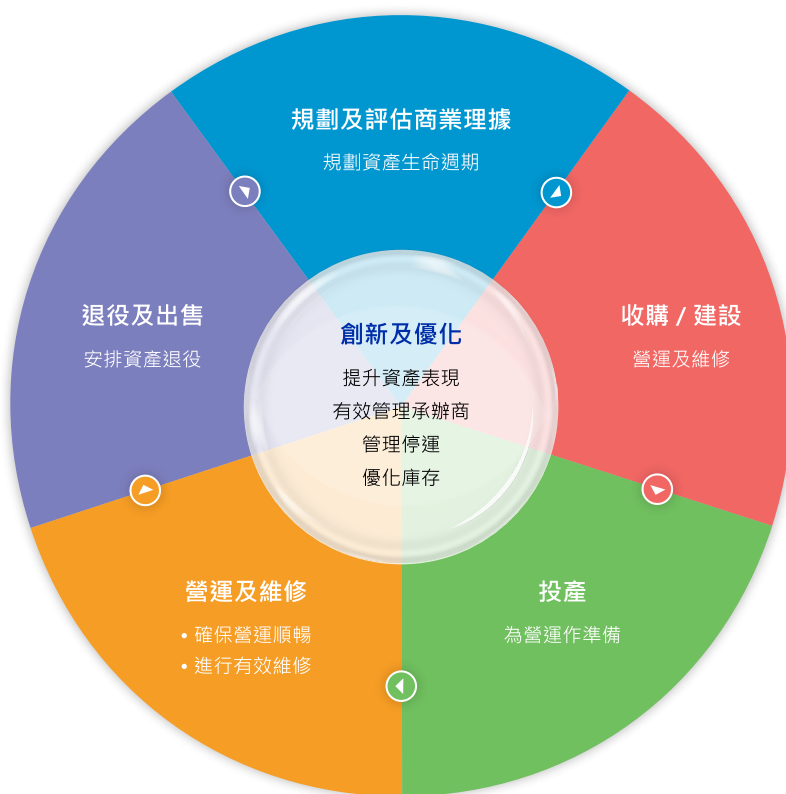 規劃及評估商業理據
規劃資產生命週期
收購 / 建設
營運及維修
投產
為營運作準備
營運及維修
• 確保營運順暢
• 進行有效維修
退役及出售
安排資產退役
創新及優化
提升資產表現
有效管理承辦商
管理停運
優化庫存